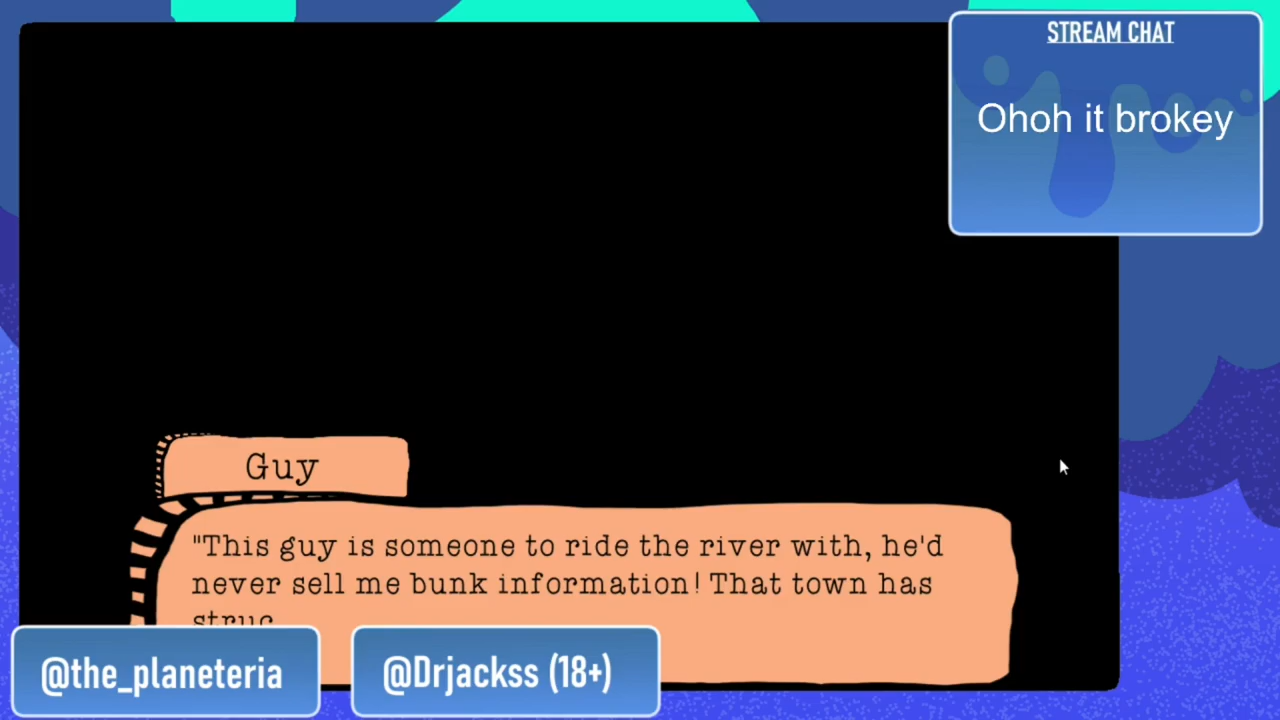 STREAM CHAT
Ohoh it brokey
Guy
"This guy is someone to ride the river with, he'd
never sell me bunk information! That town has
struc
@the_planeteria
@Drjackss (18+)